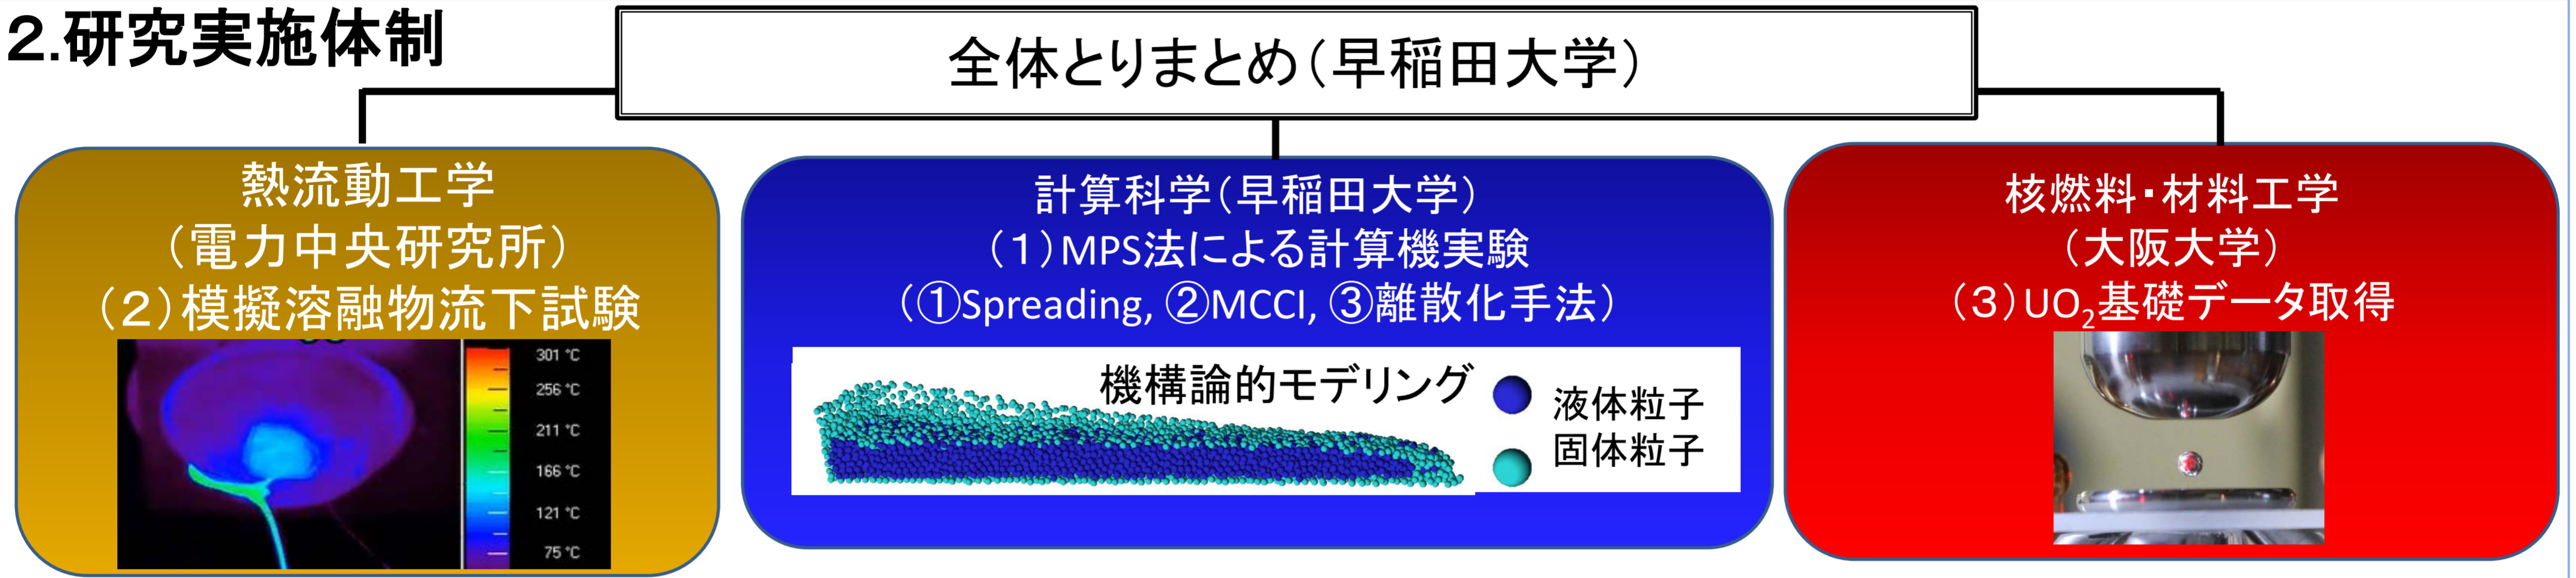 2.研究実施体制
全体とりまとめ(早稲田大学)
熱流動工学
(電力中央研究所)
(2)模擬溶融物流下試験
301 °C
256 °C
211 °C
166 °C
121 °C
75 °C
計算科学(早稲田大学)
(1)MPS法による計算機実験
(①Spreading, ②MCCI, ③離散化手法)
機構論的モデリング
液体粒子
固体粒子
核燃料・材料工学
(大阪大学)
(3)UO₂基礎データ取得